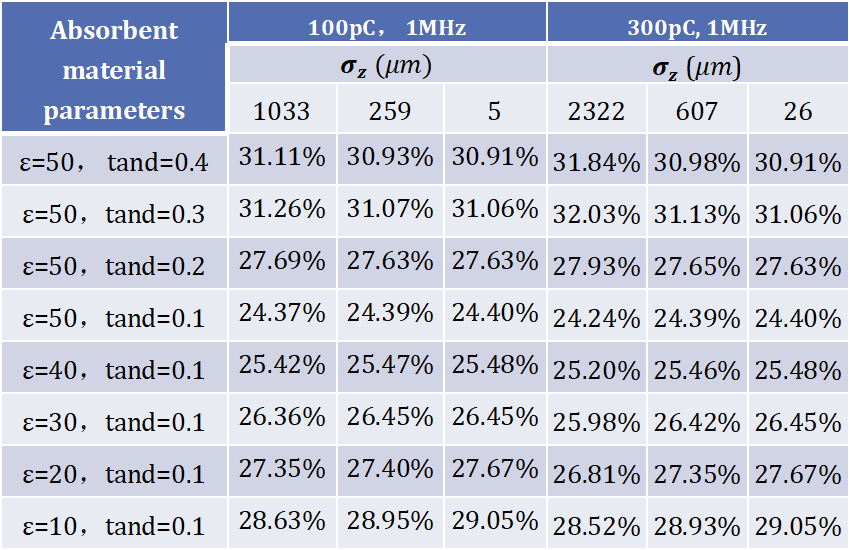 Absorbent material parameters 100pC， 1MHz 300pC, 1MHz
σz (μm) σz (μm)
1033 259 5 2322 607 26
ε=50， tand=0.4 31.11% 30.93% 30.91% 31.84% 30.98% 30.91%
ε=50， tand=0.3 31.26% 31.07% 31.06% 32.03% 31.13% 31.06%
ε=50， tand=0.2 27.69% 27.63% 27.63% 27.93% 27.65% 27.63%
ε=50， tand=0.1 24.37% 24.39% 24.40% 24.24% 24.39% 24.40%
ε=40， tand=0.1 25.42% 25.47% 25.48% 25.20% 25.46% 25.48%
ε=30， tand=0.1 26.36% 26.45% 26.45% 25.98% 26.42% 26.45%
ε=20， tand=0.1 27.35% 27.40% 27.67% 26.81% 27.35% 27.67%
ε=10， tand=0.1 28.63% 28.95% 29.05% 28.52% 28.93% 29.05%